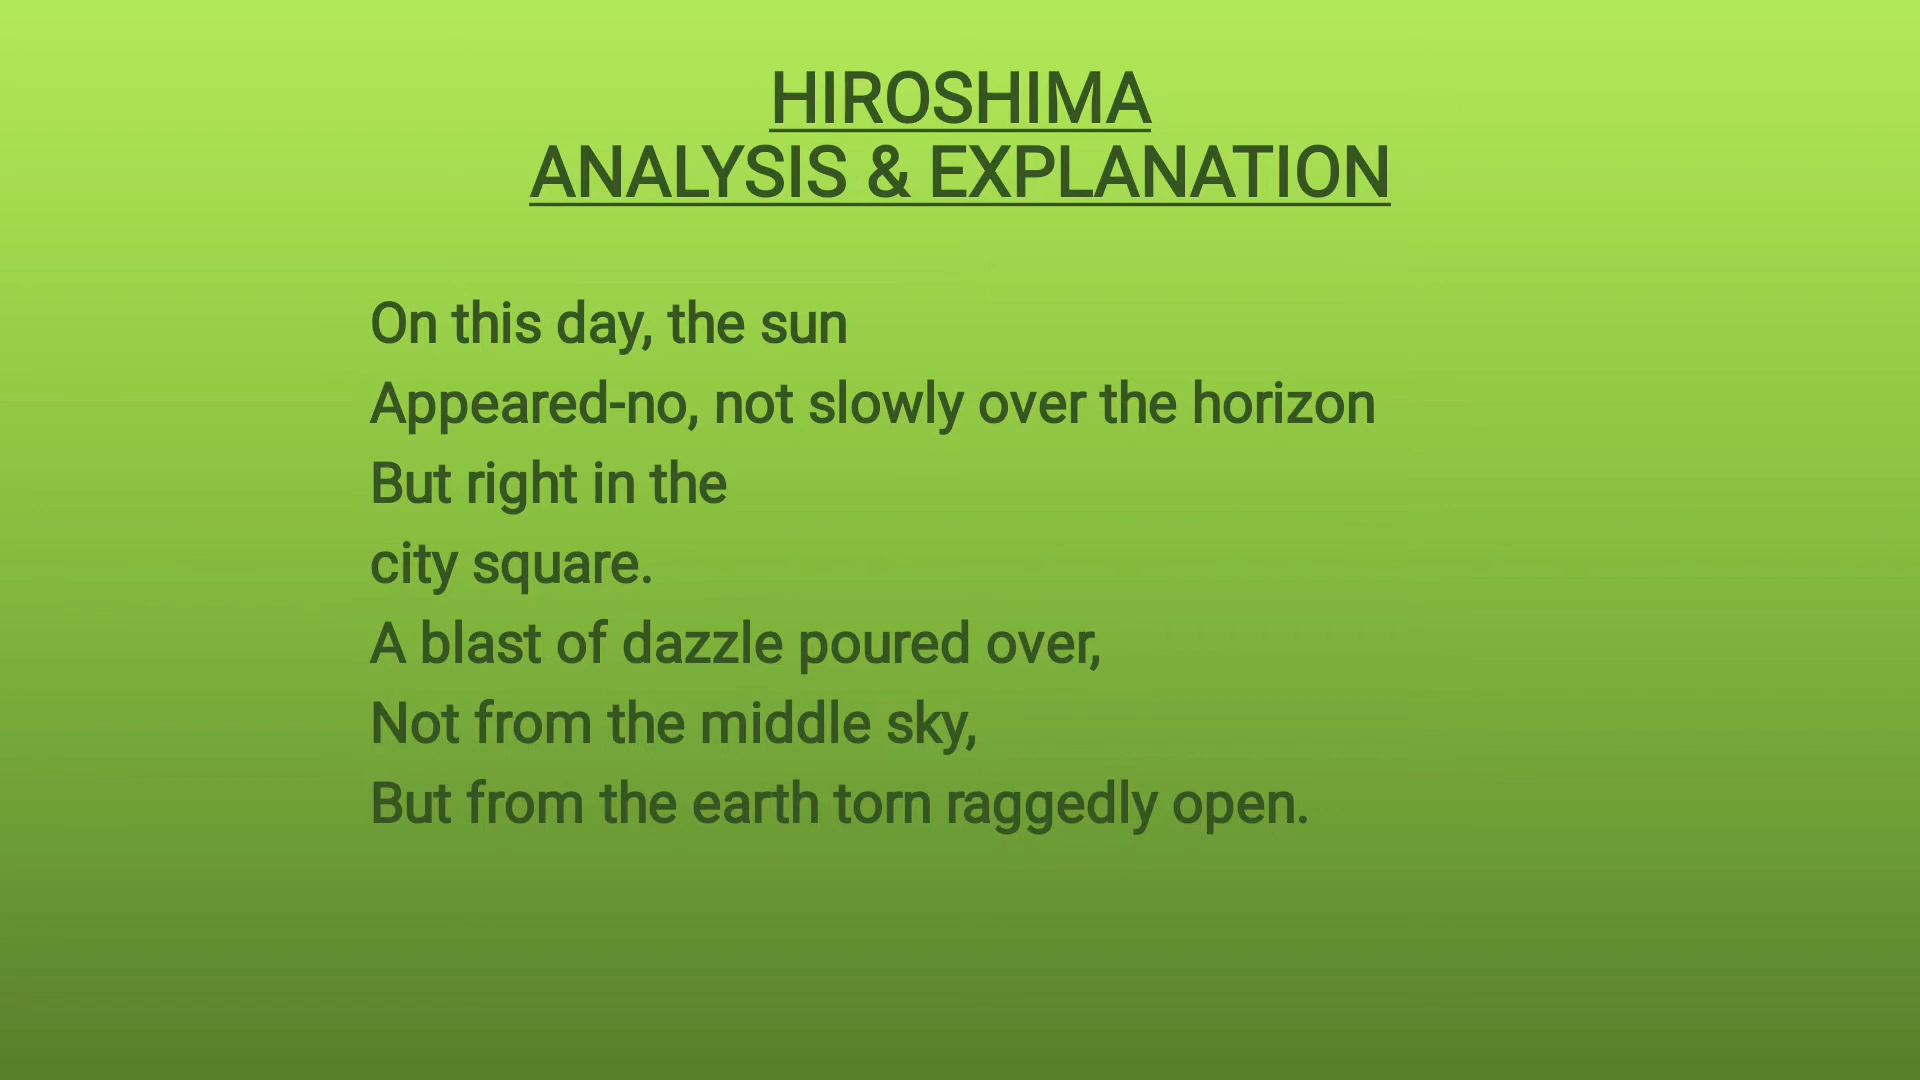 HIROSHIMA
ANALYSIS & EXPLANATION
On this day, the sun
Appeared-no, not slowly over the horizon
But right in the
city square.
A blast of dazzle poured over,
Not from the middle sky,
But from the earth torn raggedly open.